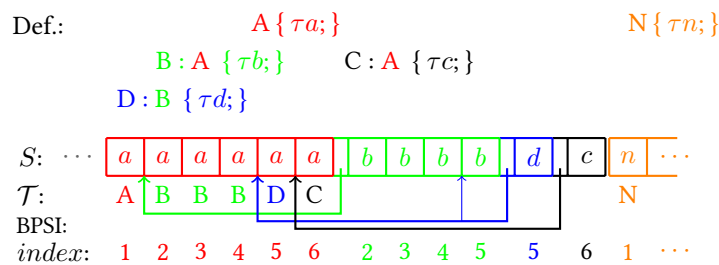 Def.: A { τa; } N{ τn; }
B : A { τb; } C : A { τc; }
D : B { τd; }
S: ··· a a a a a a b b b b d c n ···
𝒯: A B B B D C N
BPSI:
index: 1 2 3 4 5 6 2 3 4 5 5 6 1 ···